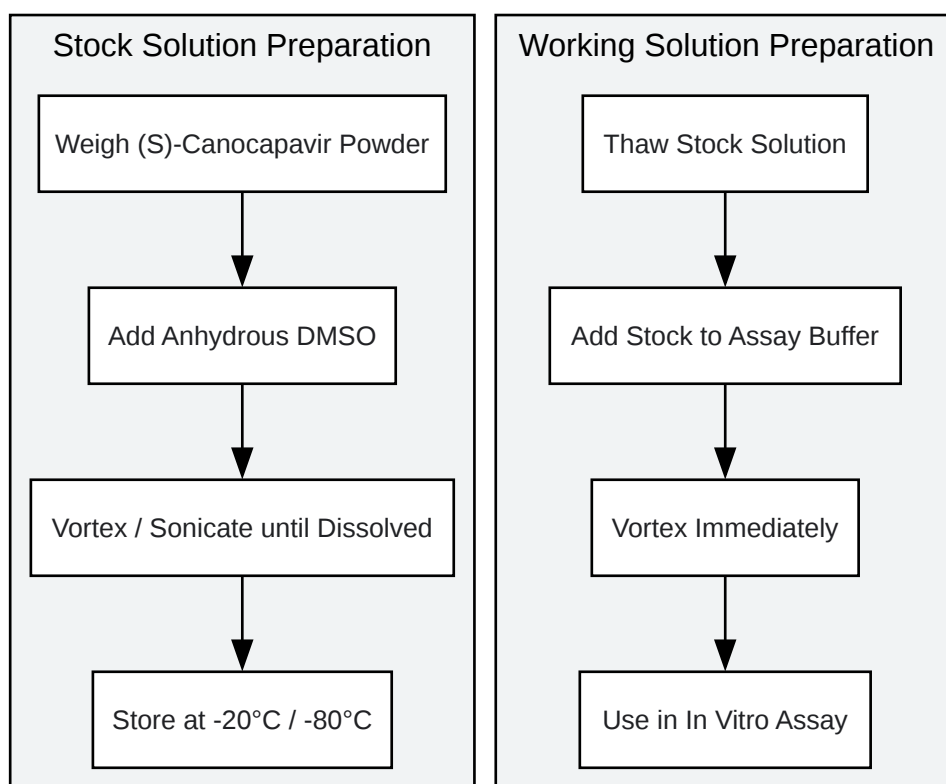 Stock Solution Preparation
Weigh (S)-Canocapavir Powder
Add Anhydrous DMSO
Vortex / Sonicate until Dissolved
Store at -20°C / -80°C
Working Solution Preparation
Thaw Stock Solution
Add Stock to Assay Buffer
Vortex Immediately
Use in In Vitro Assay